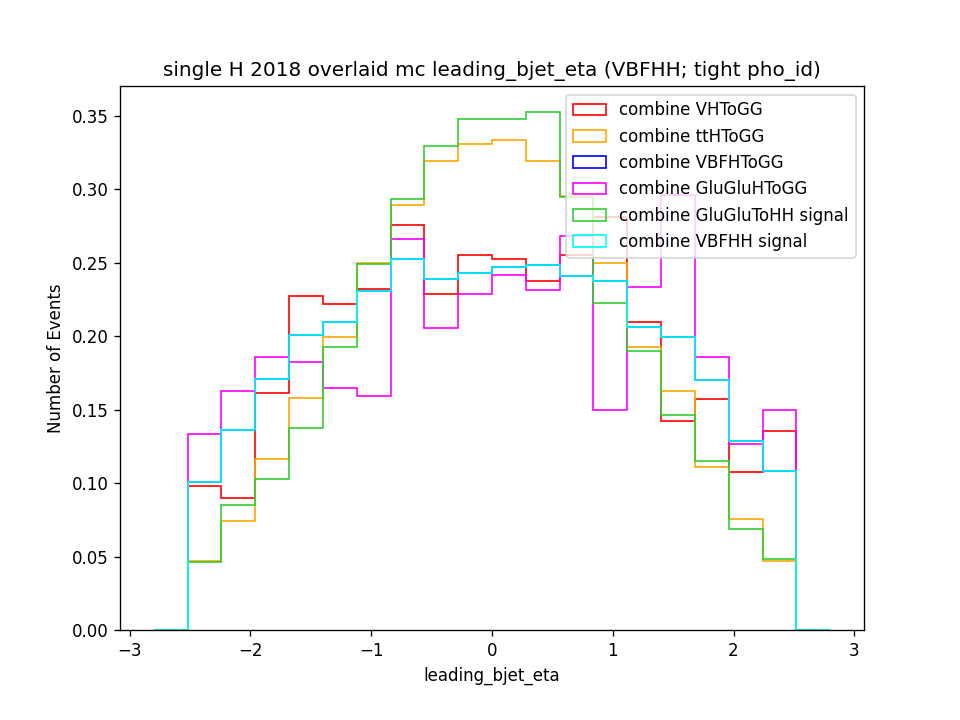 single H 2018 overlaid mc leading_bjet_eta (VBFHH; tight pho_id)
combine VHToGG
combine ttHToGG
combine VBFHToGG
combine GluGluHToGG
combine GluGluToHH signal
combine VBFHH signal
Number of Events
0.35
0.30
0.25
0.20
0.15
0.10
0.05
0.00
−3 −2 −1 0 1 2 3
leading_bjet_eta